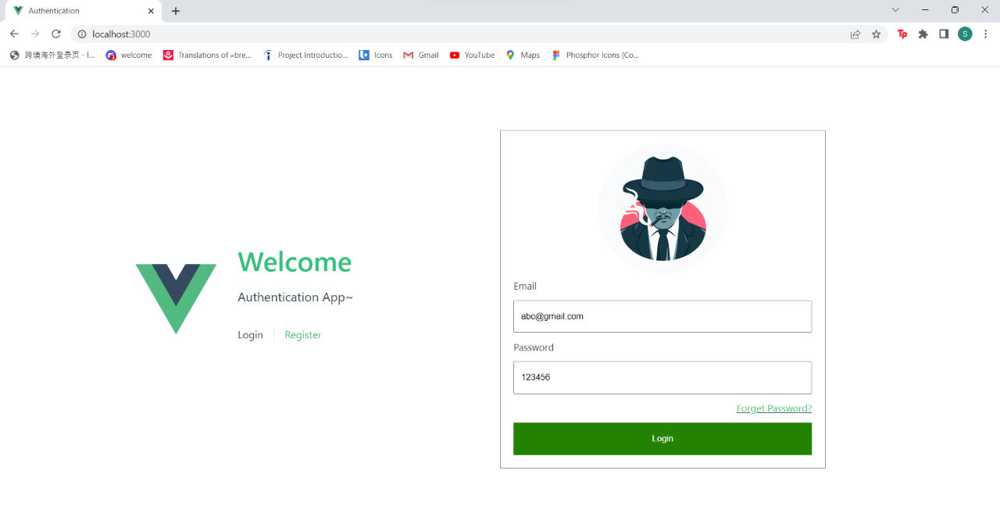 Authentication
localhost:3000
S
跨境海外登录页 - I...
3
welcome
Translations of «bre...
Project Introductio...
Icons
Gmail
YouTube
Maps
Phosphor Icons (Co...
Welcome
Authentication App~
Login
Register
Email
abc@gmail.com
Password
123456
Forget Password?
Login